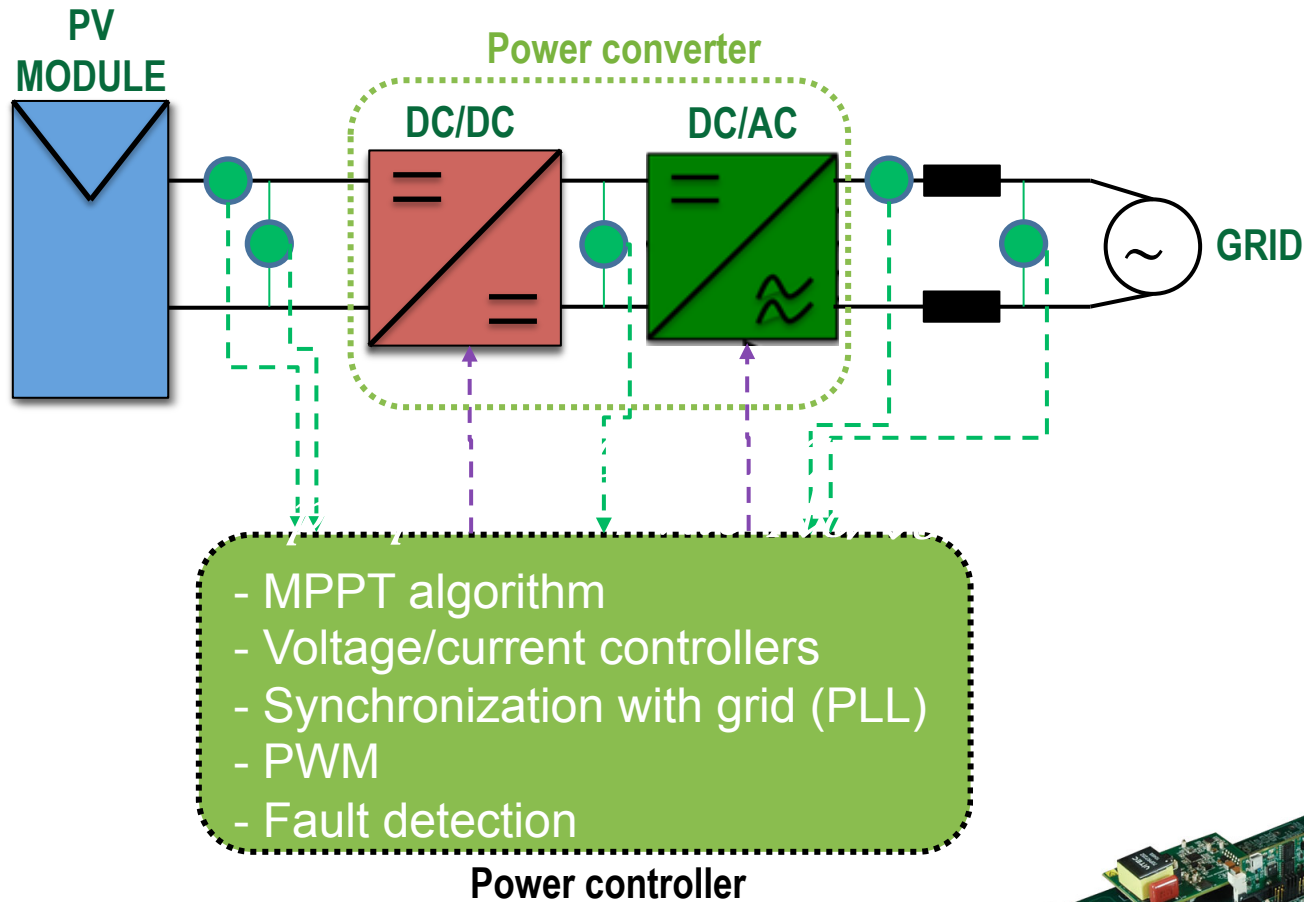 PV
MODULE
Power converter
DC/DC
DC/AC
GRID
- MPPT algorithm
- Voltage/current controllers
- Synchronization with grid (PLL)
- PWM
- Fault detection
Power controller